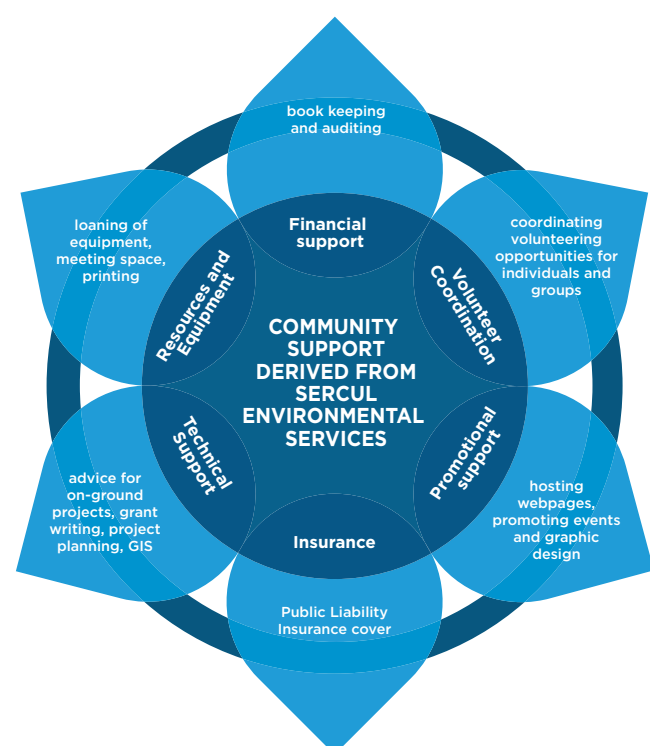 book keeping
and auditing
Financial
support
coordinating
volunteering
opportunities for
individuals and
groups
Volunteer
Coordination
hosting
webpages,
promoting events
and graphic
design
Promotional
support
Public Liability
Insurance cover
Insurance
advice for
on-ground
projects, grant
writing, project
planning, GIS
Technical
Support
loaning of
equipment,
meeting space,
printing
Resources and
Equipment
COMMUNITY
SUPPORT
DERIVED FROM
SERCUL
ENVIRONMENTAL
SERVICES